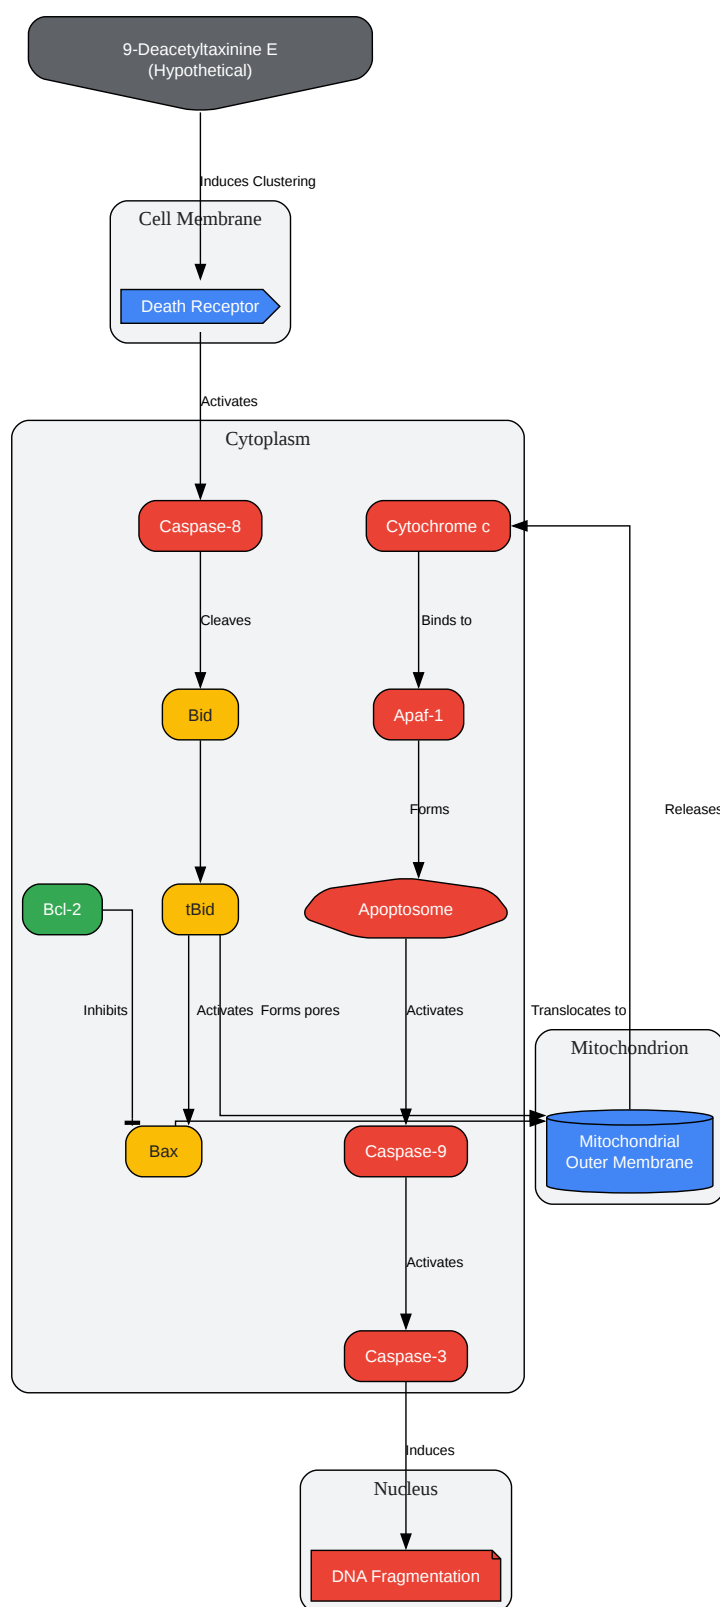 9-Deacetyltaxinine E
(Hypothetical)
Induces Clustering
Cell Membrane
Death Receptor
Activates
Cytoplasm
Caspase-8
Cytochrome c
Cleaves
Binds to
Bid
Apaf-1
Forms
Releases
Bcl-2
tBid
Apoptosome
Inhibits
Activates
Forms pores
Activates
Translocates to
Mitochondrion
Bax
Caspase-9
Mitochondrial
Outer Membrane
Activates
Caspase-3
Induces
Nucleus
DNA Fragmentation